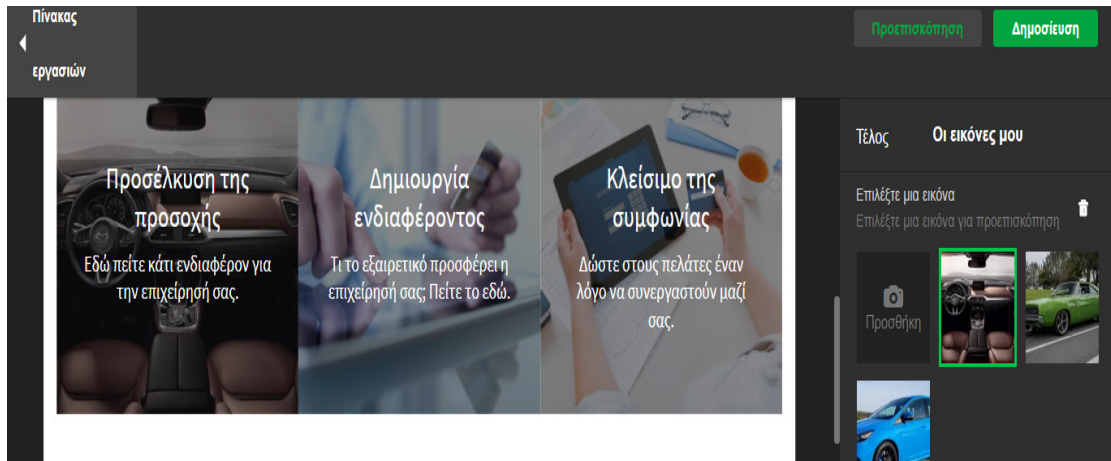 Πίνακας
εργασιών
Προεπισκόπηση
Δημοσίευση
Προσέλκυση της
προσοχής
Εδώ πείτε κάτι ενδιαφέρον για
την επιχείρησή σας.
Δημιουργία
ενδιαφέροντος
Τι το εξαιρετικό προσφέρει η
επιχείρησή σας; Πείτε το εδώ.
Κλείσιμο της
συμφωνίας
Δώστε στους πελάτες έναν
λόγο να συνεργαστούν μαζί
σας.
Τέλος
Οι εικόνες μου
Επιλέξτε μια εικόνα
Επιλέξτε μια εικόνα για προεπισκόπηση
Προσθήκη